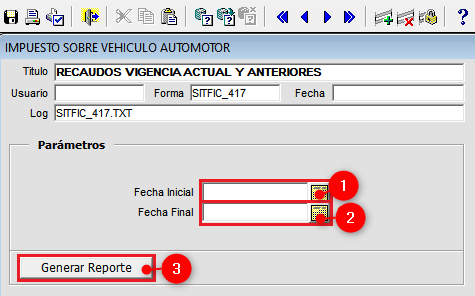 IMPUESTO SOBRE VEHICULO AUTOMOTOR
Titulo RECAUDOS VIGENCIA ACTUAL Y ANTERIORES
Usuario Forma SITFIC_417 Fecha
Log SITFIC_417.TXT
Parámetros
Fecha Inicial 1
Fecha Final 2
Generar Reporte 3